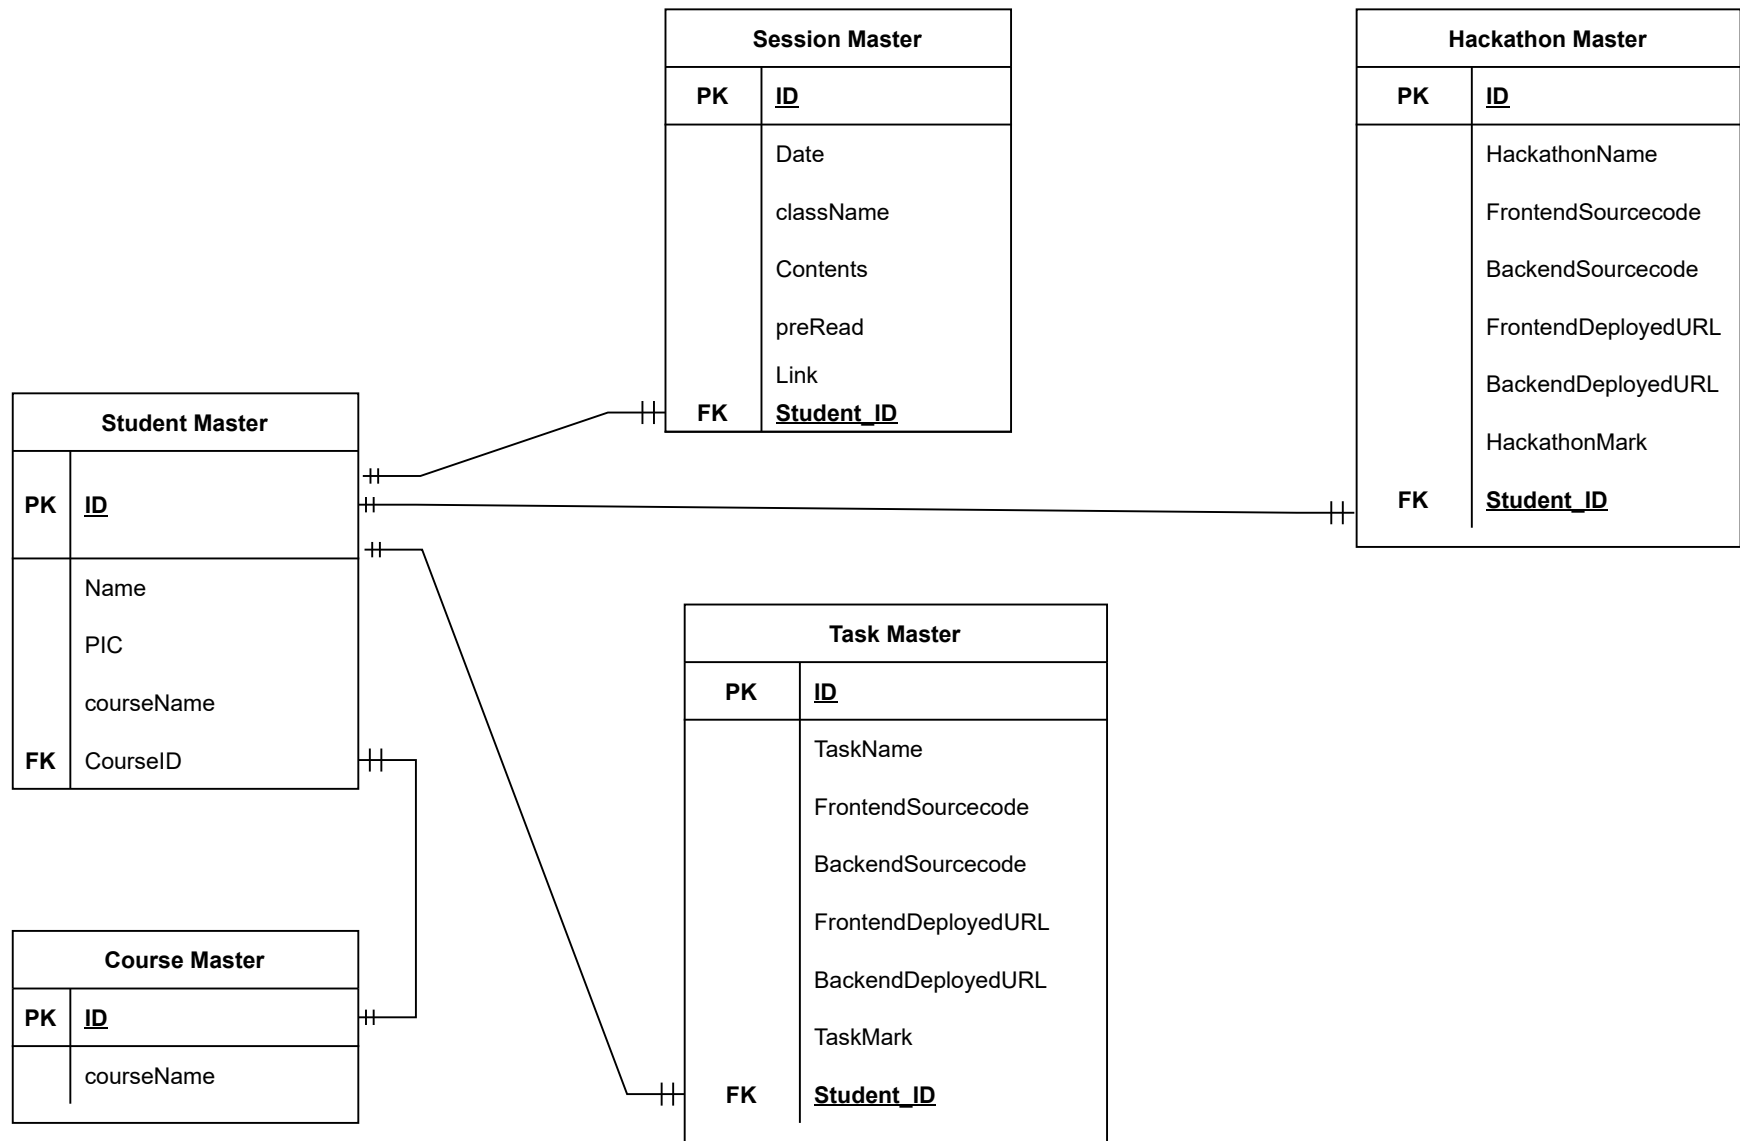 Session Master
PK ID
Date
className
Contents
preRead
Link
FK Student_ID
Hackathon Master
PK ID
HackathonName
FrontendSourcecode
BackendSourcecode
FrontendDeployedURL
BackendDeployedURL
HackathonMark
FK Student_ID
Student Master
PK ID
Name
PIC
courseName
FK CourseID
Task Master
PK ID
TaskName
FrontendSourcecode
BackendSourcecode
FrontendDeployedURL
BackendDeployedURL
TaskMark
FK Student_ID
Course Master
PK ID
courseName